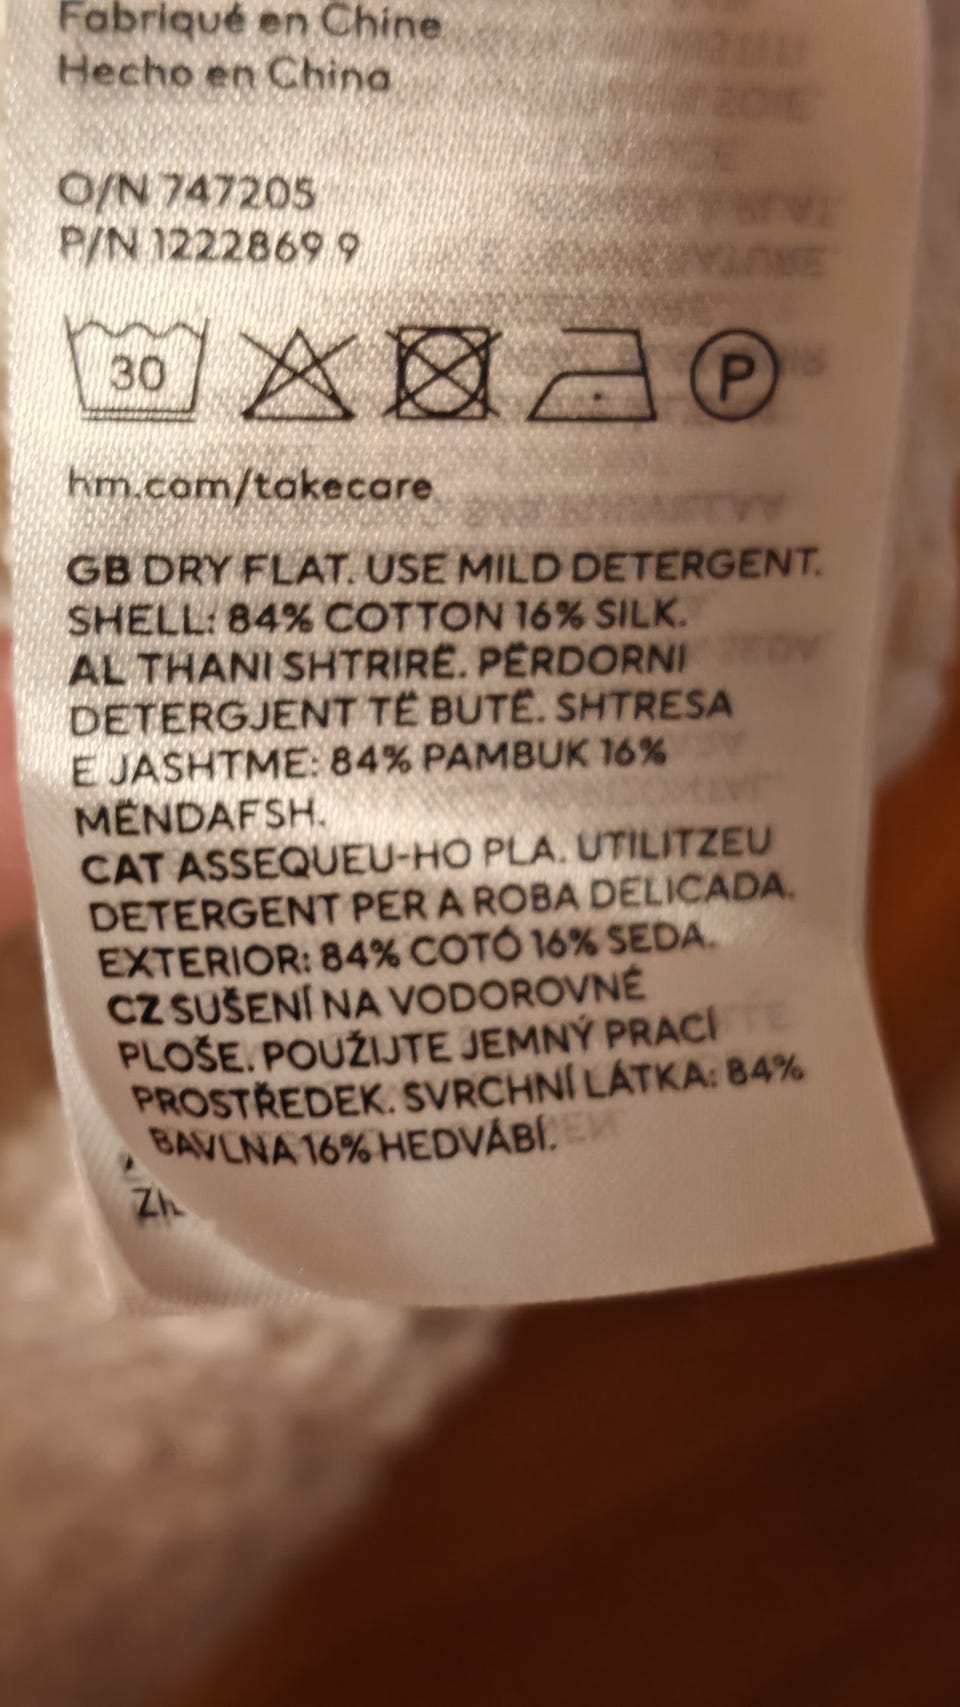 Fabriqué en Chine
Hecho en China
O/N 747205
P/N 1222869 9
30
P
hm.com/takecare
GB DRY FLAT. USE MILD DETERGENT.
SHELL: 84% COTTON 16% SILK.
AL THANI SHTRIRË. PËRDORNI
DETERGJENT TË BUTË. SHTRESA
E JASHTME: 84% PAMBUK 16%
MËNDAFSH.
CAT ASSEQUEU-HO PLA. UTILITZEU
DETERGENT PER A ROBA DELICADA.
EXTERIOR: 84% COTÓ 16% SEDA.
CZ SUŠENÍ NA VODOROVNÉ
PLOŠE. POUŽIJTE JEMNÝ PRACÍ
PROSTŘEDEK. SVRCHNÍ LÁTKA: 84%
BAVLNA 16% HEDVÁBÍ.